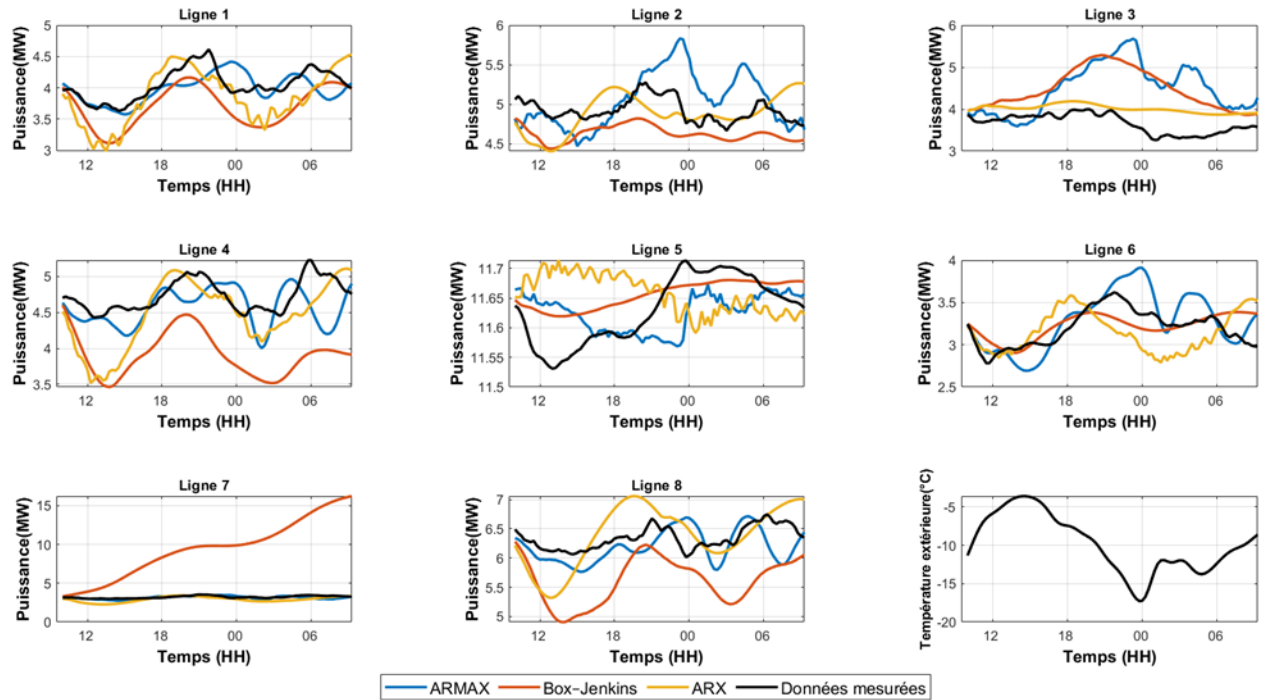 Ligne 1
Puissance(MW)
5
4.5
4
3.5
3
12
18
00
06
Temps (HH)
Ligne 2
Puissance(MW)
6
5.5
5
4.5
12
18
00
06
Temps (HH)
Ligne 3
Puissance(MW)
6
5
4
3
12
18
00
06
Temps (HH)
Ligne 4
Puissance(MW)
5
4.5
4
3.5
12
18
00
06
Temps (HH)
Ligne 5
Puissance(MW)
11.7
11.65
11.6
11.55
11.5
12
18
00
06
Temps (HH)
Ligne 6
Puissance(MW)
4
3.5
3
2.5
12
18
00
06
Temps (HH)
Ligne 7
Puissance(MW)
15
10
5
0
12
18
00
06
Temps (HH)
Ligne 8
Puissance(MW)
7
6.5
6
5.5
5
12
18
00
06
Temps (HH)
Température extérieure(°C)
-5
-10
-15
-20
12
18
00
06
Temps (HH)
ARMAX
Box-Jenkins
ARX
Données mesurées